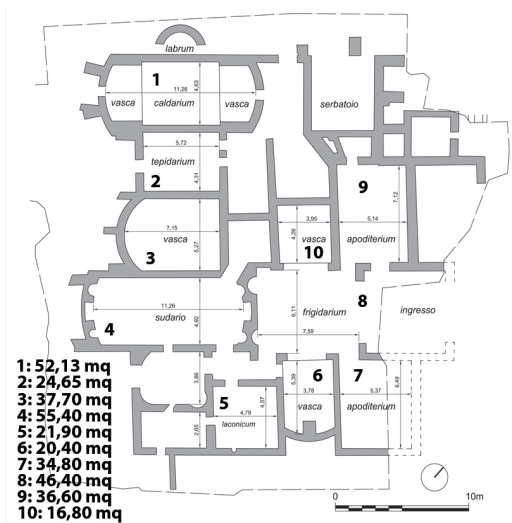 labrum
1
11,26
4,63
vasca
caldarium
vasca
serbatoio
5,72
tepidarium
2
4,31
9
7,12
7,15
vasca
5,27
3
3,95
4,26
vasca
10
5,14
apoditerium
11,26
sudario
4,92
4
6,11
frigidarium
8
7,59
ingresso
3,86
2,65
5
4,79
4,57
laconicum
5,39
6
3,76
vasca
7
5,37
6,49
apoditerium
1: 52,13 mq
2: 24,65 mq
3: 37,70 mq
4: 55,40 mq
5: 21,90 mq
6: 20,40 mq
7: 34,80 mq
8: 46,40 mq
9: 36,60 mq
10: 16,80 mq
0
10m